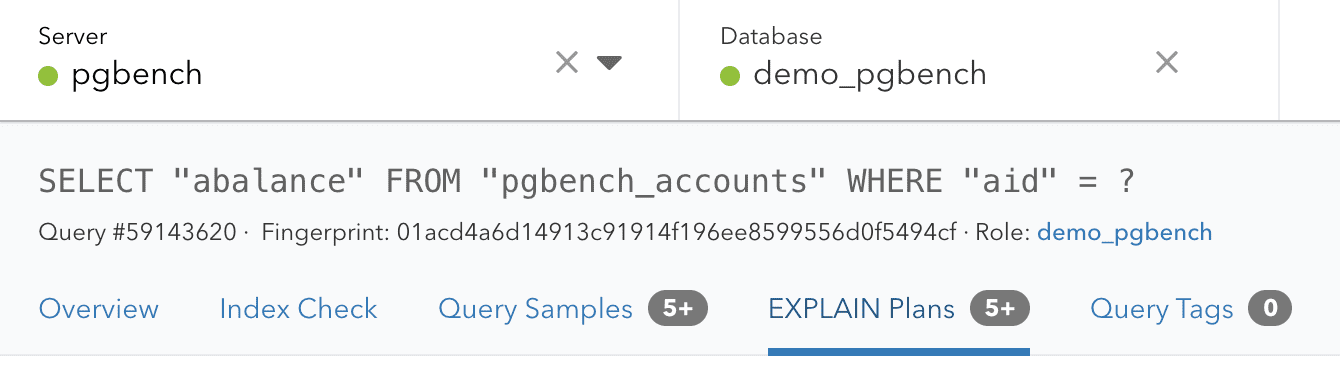 Server
pgbench
Database
demo_pgbench
SELECT "abalance" FROM "pgbench_accounts" WHERE "aid" = ?
Query #59143620 · Fingerprint: 01acd4a6d14913c91914f196ee8599556d0f5494cf · Role: demo_pgbench
Overview Index Check Query Samples 5+ EXPLAIN Plans 5+ Query Tags 0